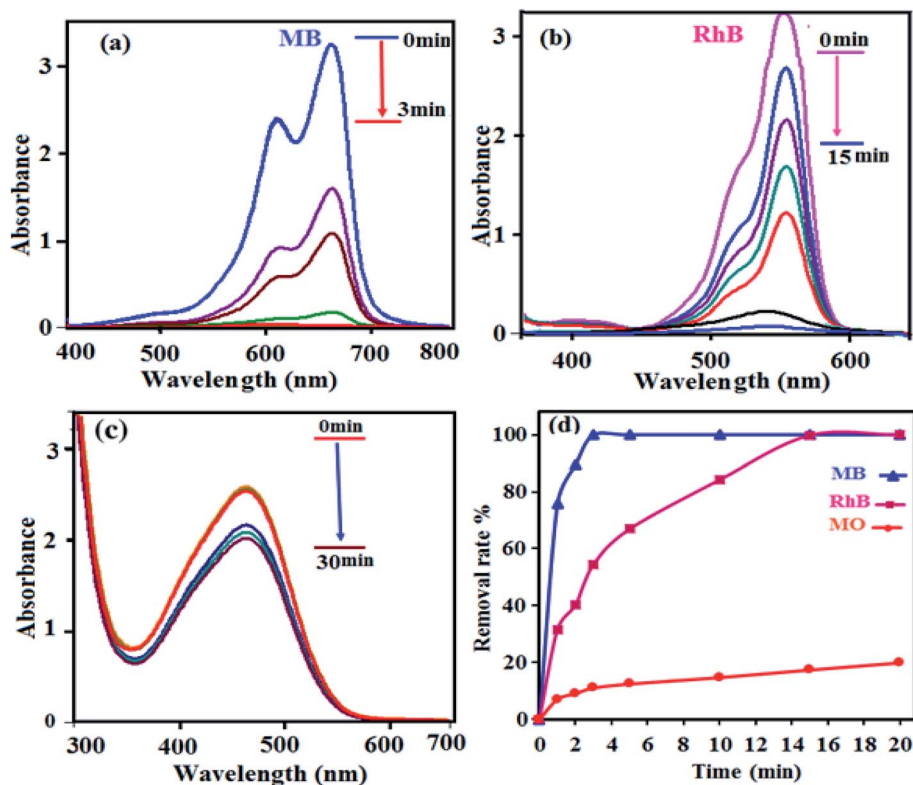 (a)
MB
0min
3min
3
2
1
0
Absorbance
400 500 600 700 800
Wavelength (nm)
(b)
RhB
0min
15min
3
2
1
0
Absorbance
400 500 600
Wavelength (nm)
(c)
0min
30min
3
2
1
0
Absorbance
300 400 500 600 700
Wavelength (nm)
(d)
MB
RhB
MO
100
80
60
40
20
0
Removal rate %
0 2 4 6 8 10 12 14 16 18 20
Time (min)